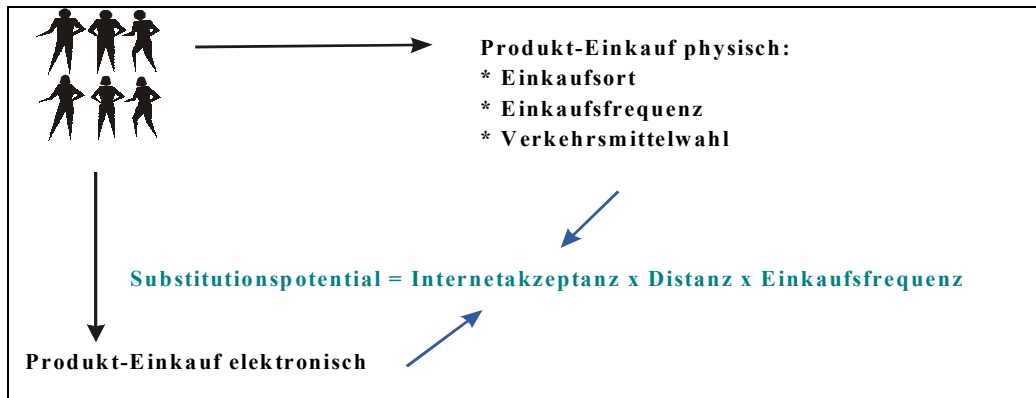 Produkt-Einkauf physisch:
* Einkaufsort
* Einkaufsfrequenz
* Verkehrsmittelwahl
Substitutionspotential = Internetakzeptanz x Distanz x Einkaufsfrequenz
Produkt-Einkauf elektronisch